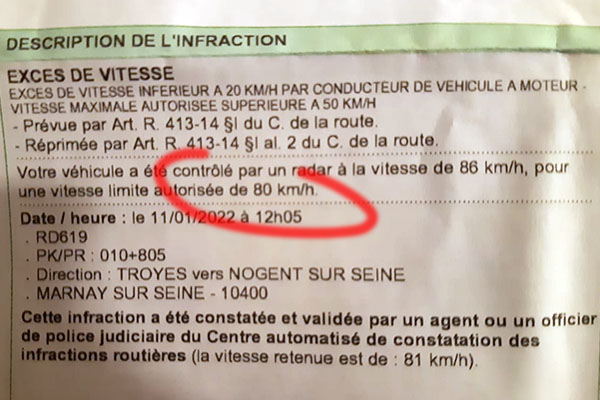 DESCRIPTION DE L'INFRACTION
EXCES DE VITESSE
EXCES DE VITESSE INFERIEUR A 20 KM/H PAR CONDUCTEUR DE VEHICULE A MOTEUR -
VITESSE MAXIMALE AUTORISEE SUPERIEURE A 50 KM/H
- Prévue par Art. R. 413-14 §I du C. de la route.
- Réprimée par Art. R. 413-14 §I al. 2 du C. de la route.
Votre véhicule a été contrôlé par un radar à la vitesse de 86 km/h, pour
une vitesse limite autorisée de 80 km/h.
Date / heure : le 11/01/2022 à 12h05
. RD619
. PK/PR : 010+805
. Direction : TROYES vers NOGENT SUR SEINE
. MARNAY SUR SEINE - 10400
Cette infraction a été constatée et validée par un agent ou un officier
de police judiciaire du Centre automatisé de constatation des
infractions routières (la vitesse retenue est de : 81 km/h).